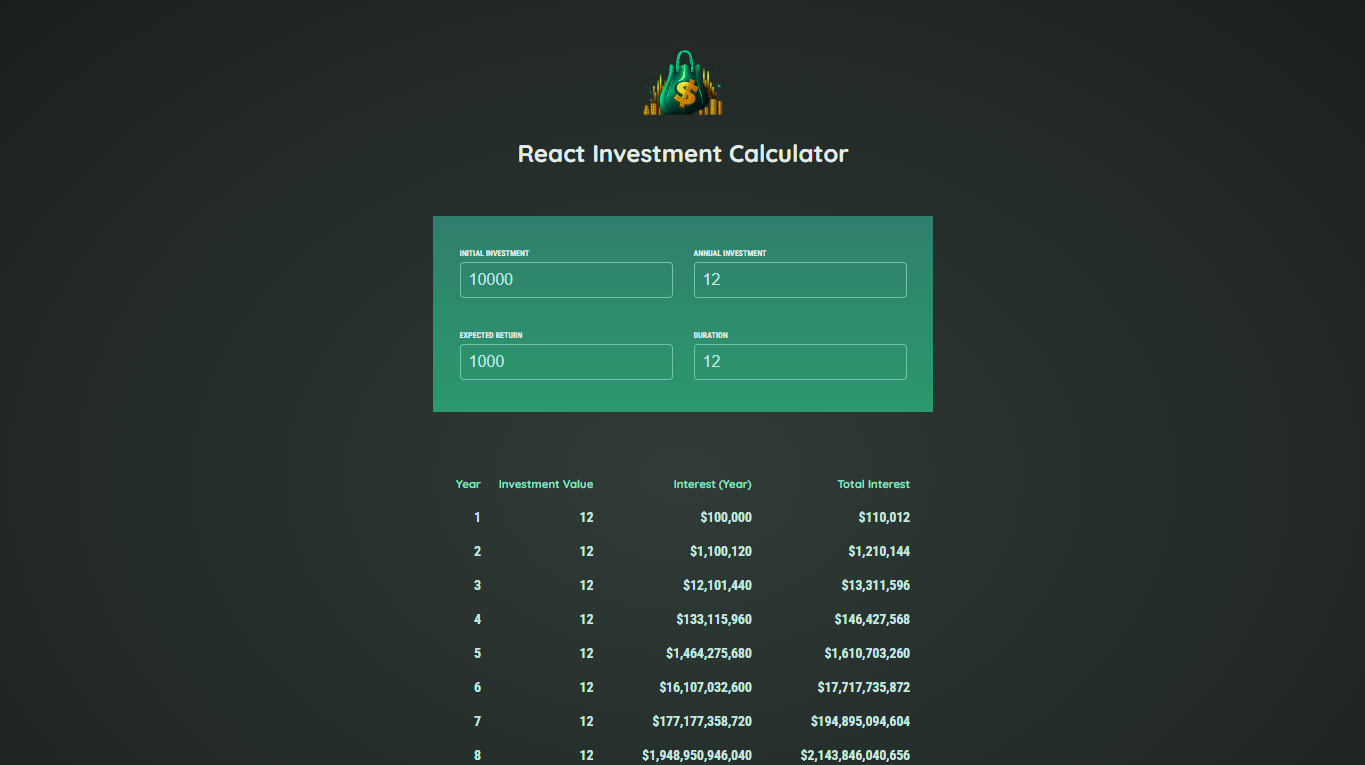 $
React Investment Calculator
INITIAL INVESTMENT ANNUAL INVESTMENT
10000 12
EXPECTED RETURN DURATION
1000 12
Year Investment Value Interest (Year) Total Interest
1 12 $100,000 $110,012
2 12 $1,100,120 $1,210,144
3 12 $12,101,440 $13,311,596
4 12 $133,115,960 $146,427,568
5 12 $1,464,275,680 $1,610,703,260
6 12 $16,107,032,600 $17,717,735,872
7 12 $177,177,358,720 $194,895,094,604
8 12 $1,948,950,946,040 $2,143,846,040,656